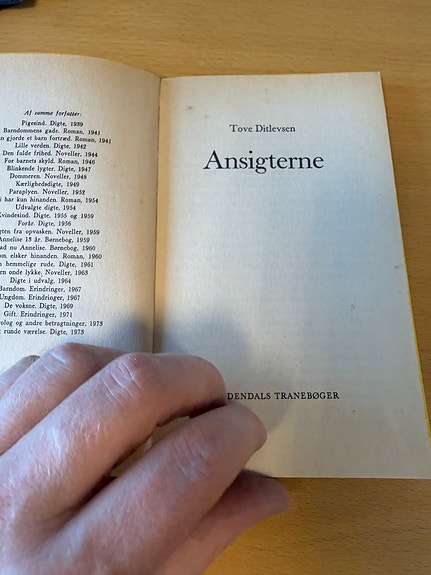 Af samme forfatter:
Pigesind. Digte, 1939
Barndommens gade. Roman, 1941
n gjorde et barn fortræd. Roman, 1941
Lille verden. Digte, 1942
Den fulde frihed. Noveller, 1944
For barnets skyld. Roman, 1946
Blinkende lygter. Digte, 1947
Dommeren. Noveller, 1948
Kærlighedsdigte, 1949
Paraplyen. Noveller, 1952
i har kun hinanden. Roman, 1954
Udvalgte digte, 1954
Kvindesind. Digte, 1955 og 1959
Forår. Digte, 1956
gten fra opvasken. Noveller, 1959
Annelise 13 år. Børnebog, 1959
ad nu Annelise. Børnebog, 1960
om elsker hinanden. Roman, 1960
n hemmelige rude. Digte, 1961
en onde lykke. Noveller, 1963
Digte i udvalg. 1964
Barndom. Erindringer, 1967
Ungdom. Erindringer, 1967
De voksne. Digte, 1969
Gift. Erindringer, 1971
olog og andre betragtninger, 1973
t runde værelse. Digte, 1973
Tove Ditlevsen
Ansigterne
DENDALS TRANEBØGER